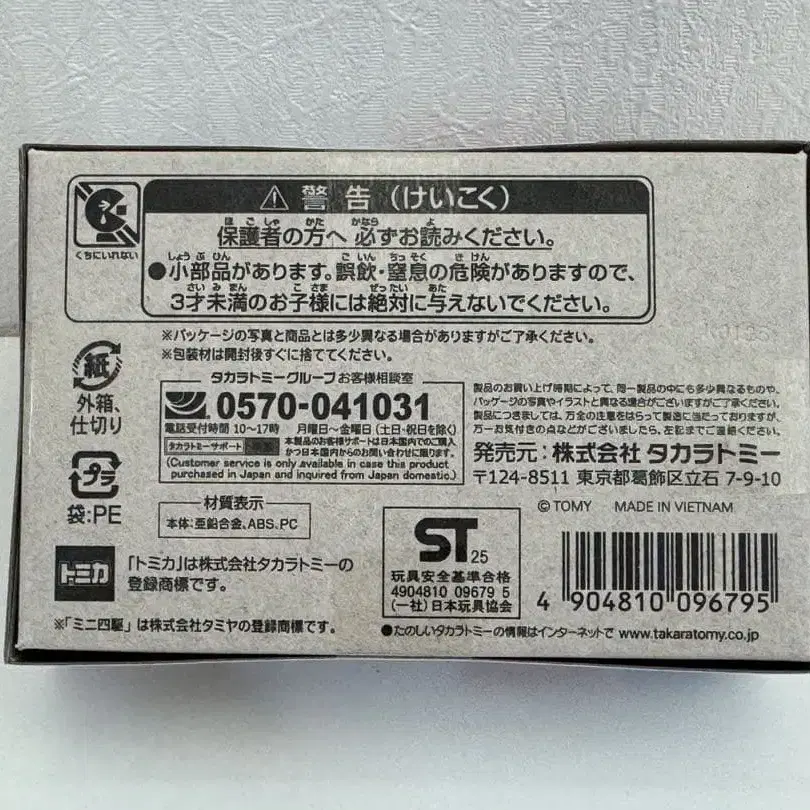 くちにいれない
⚠ 警告（けいこく）
保護者の方へ 必ずお読みください。
●小部品があります。誤飲・窒息の危険がありますので、
3才未満のお子様には絶対に与えないでください。
※パッケージの写真と商品とは多少異なる場合がありますがご了承ください。
※包装材は開封後すぐに捨ててください。
紙
外箱、
仕切り
プラ
袋:PE
タカラトミーグループお客様相談室
0570-041031
電話受付時間 10〜17時 月曜日〜金曜日(土日・祝日を除く)
タカラトミーサポート
本製品のお客様サポートは日本国内でのご購入
かつ日本国内からのお問い合わせに限ります。
(Customer service is only available in case this product
purchased in Japan and inquired from Japan domestic.)
製品のお買い上げ時期によって、同一製品の中にも多少異なるものや、
パッケージの写真やイラストと異なる場合がございますがご了承ください。
製品につきましては、万全の注意をはらって製造に当たっておりますが、
万一お気付きの点などがございましたら、左記までご連絡ください。
発売元：株式会社 タカラトミー
〒124-8511 東京都葛飾区立石 7-9-10
© TOMY MADE IN VIETNAM
材質表示
本体:亜鉛合金、ABS、PC
トミカ
「トミカ」は株式会社タカラトミーの
登録商標です。
※「ミニ四駆」は株式会社タミヤの登録商標です。
ST 25
玩具安全基準合格
4904810 09679 5
(一社)日本玩具協会
4 904810 096795
●たのしいタカラトミーの情報はインターネットで www.takaratomy.co.jp